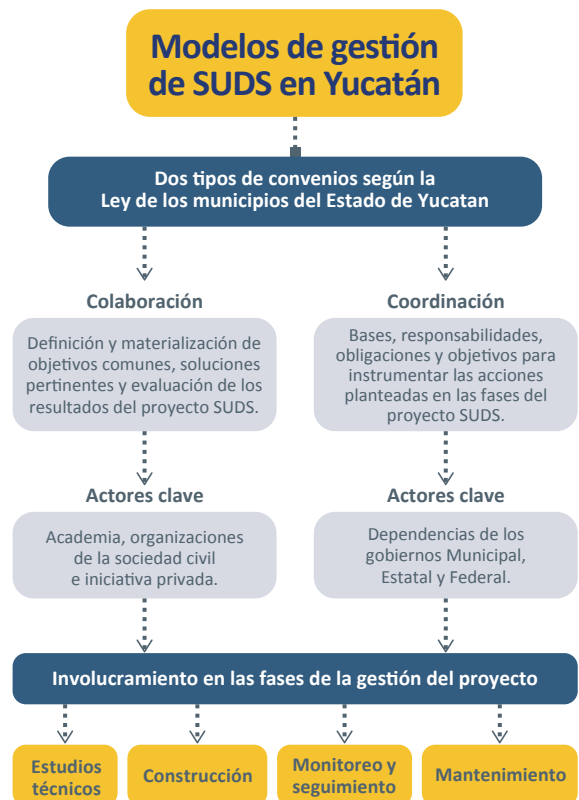 Modelos de gestión
de SUDS en Yucatán
Dos tipos de convenios según la
Ley de los municipios del Estado de Yucatan
Colaboración
Definición y materialización de
objetivos comunes, soluciones
pertinentes y evaluación de los
resultados del proyecto SUDS.
Coordinación
Bases, responsabilidades,
obligaciones y objetivos para
instrumentar las acciones
planteadas en las fases del
proyecto SUDS.
Actores clave
Academia, organizaciones
de la sociedad civil
e iniciativa privada.
Actores clave
Dependencias de los
gobiernos Municipal,
Estatal y Federal.
Involucramiento en las fases de la gestión del proyecto
Estudios
técnicos
Construcción
Monitoreo y
seguimiento
Mantenimiento